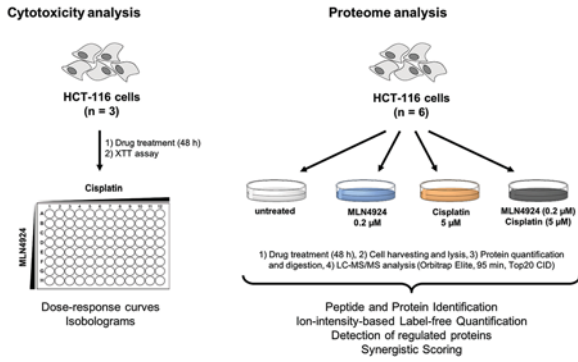 Cytotoxicity analysis
HCT-116 cells
(n = 3)
1) Drug treatment (48 h)
2) XTT assay
Cisplatin
MLN4924
Dose-response curves
Isobolograms
Proteome analysis
HCT-116 cells
(n = 6)
untreated
MLN4924
0.2 µM
Cisplatin
5 µM
MLN4924 (0.2 µM)
Cisplatin (5 µM)
1) Drug treatment (48 h), 2) Cell harvesting and lysis, 3) Protein quantification
and digestion, 4) LC-MS/MS analysis (Orbitrap Elite, 95 min, Top20 CID)
Peptide and Protein Identification
Ion-intensity-based Label-free Quantification
Detection of regulated proteins
Synergistic Scoring